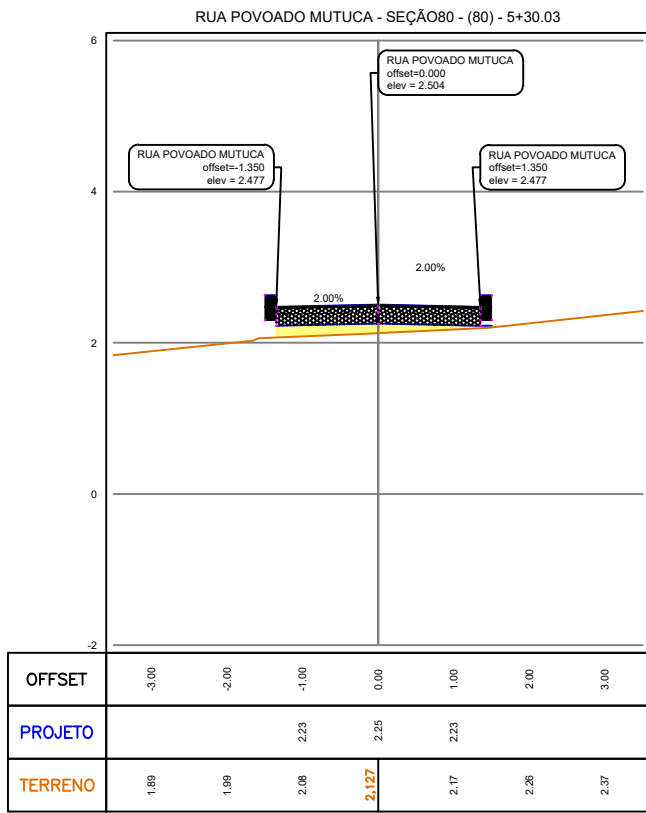 RUA POVOADO MUTUCA - SEÇÃO80 - (80) - 5+30.03
6
RUA POVOADO MUTUCA
offset=0.000
elev = 2.504
RUA POVOADO MUTUCA
offset=-1.350
elev = 2.477
RUA POVOADO MUTUCA
offset=1.350
elev = 2.477
4
2.00%
2.00%
2
0
-2
OFFSET -3.00 -2.00 -1.00 0.00 1.00 2.00 3.00
PROJETO 2.23 2.25 2.23
TERRENO 1.89 1.99 2.08 2,127 2.17 2.26 2.37